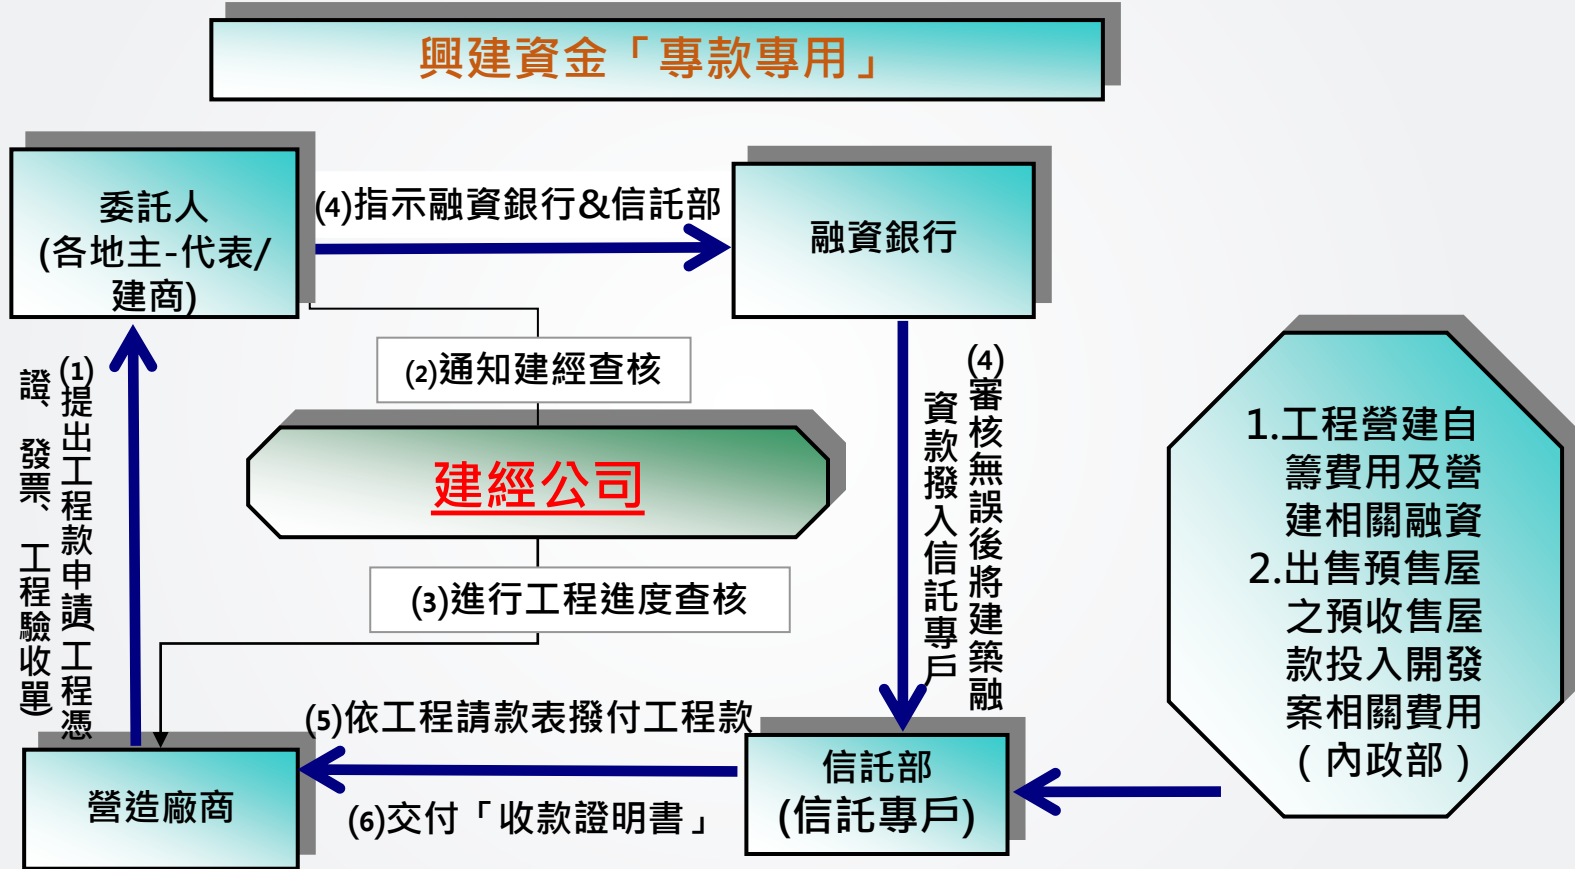 興建資金「專款專用」
委託人
(各地主-代表/
建商)
(4)指示融資銀行&信託部
融資銀行
(2)通知建經查核
建經公司
(3)進行工程進度查核
(1)提出工程款申請(工程憑
證、發票、工程驗收單)
(4)審核無誤後將建築融
資款撥入信託專戶
1.工程營建自
籌費用及營
建相關融資
2.出售預售屋
之預收售屋
款投入開發
案相關費用
(內政部)
(5)依工程請款表撥付工程款
(6)交付「收款證明書」
營造廠商
信託部
(信託專戶)